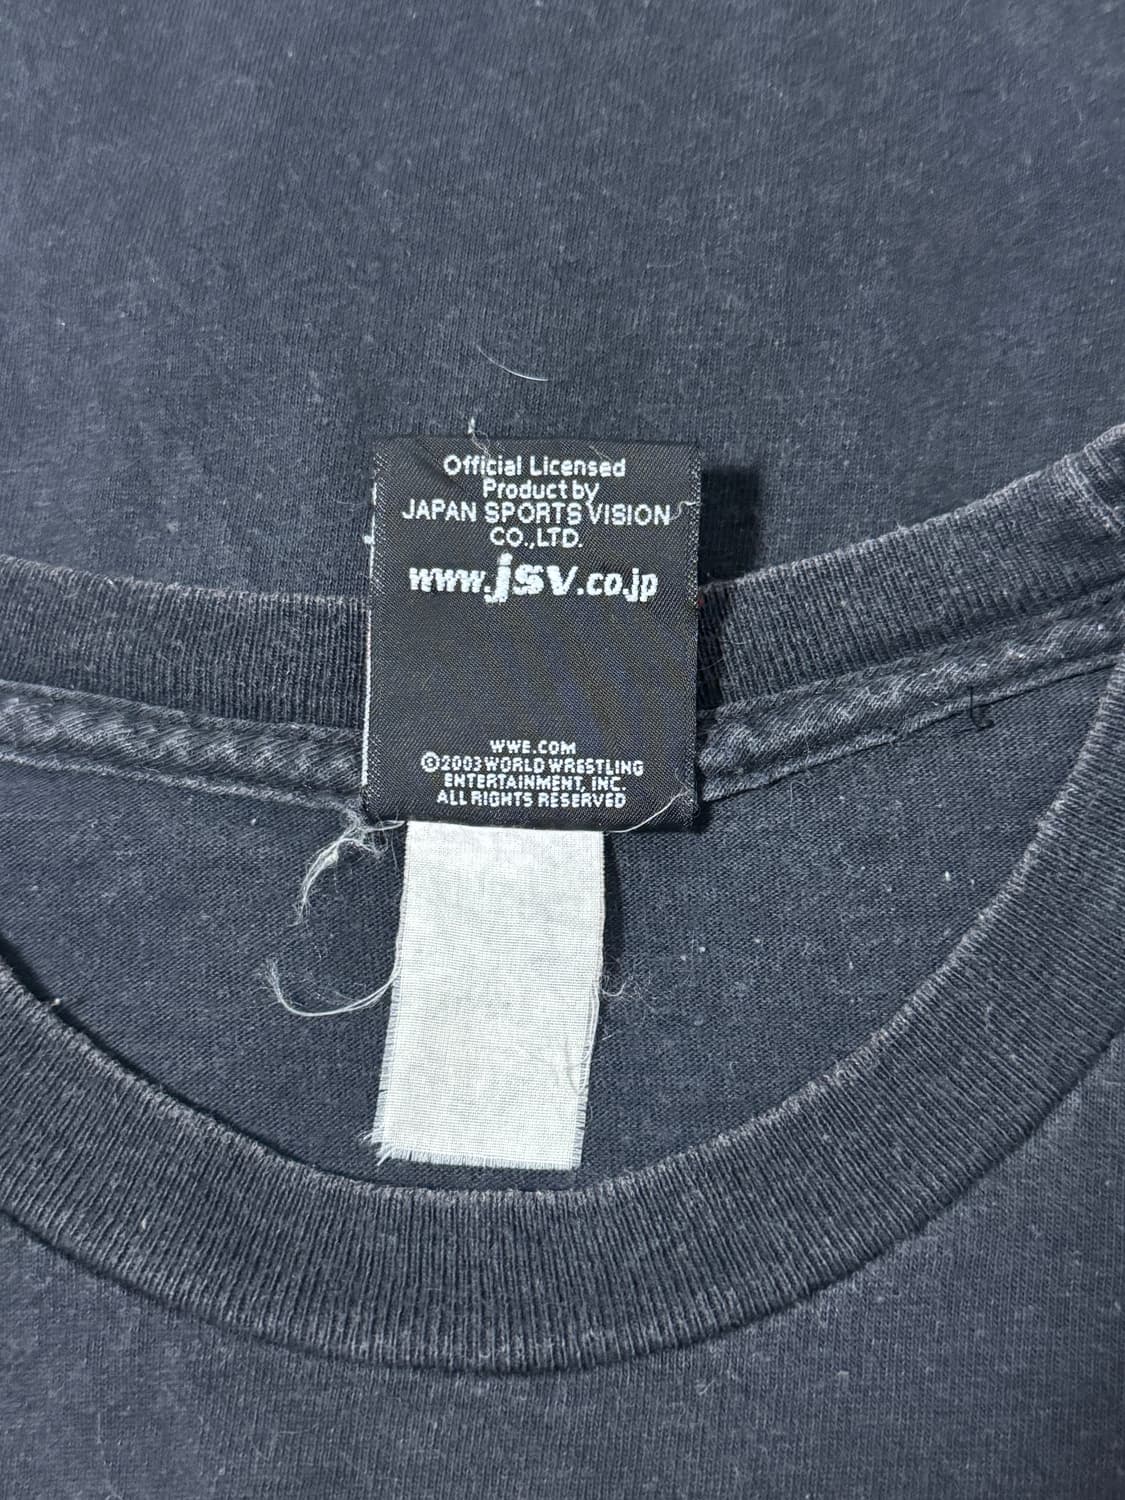 Official Licensed
Product by
JAPAN SPORTS VISION
CO.,LTD.
www.jsv.co.jp
WWE.COM
©2003 WORLD WRESTLING
ENTERTAINMENT, INC.
ALL RIGHTS RESERVED